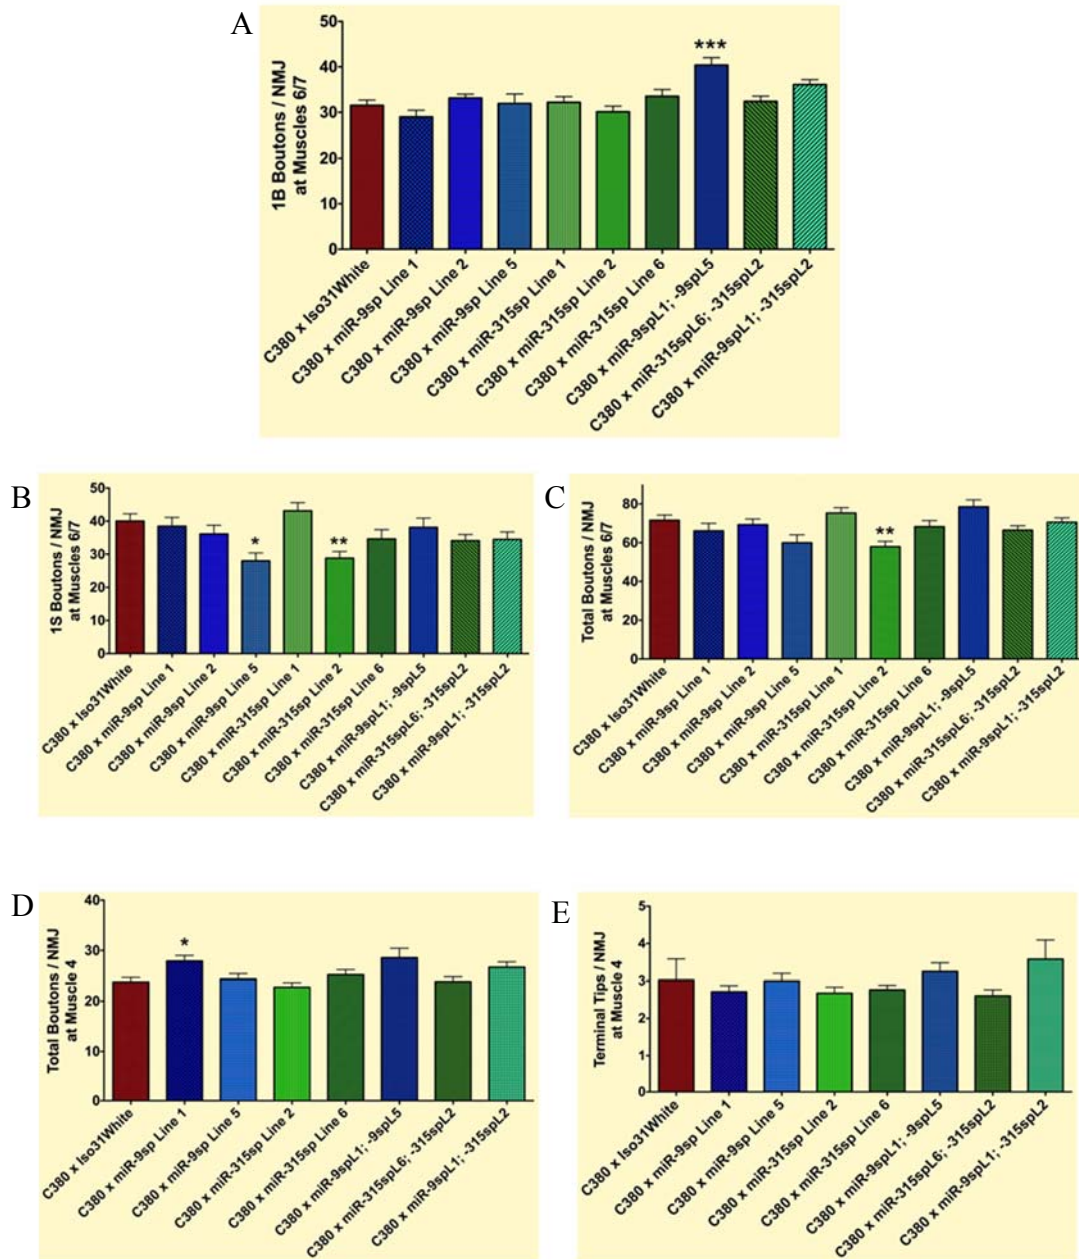 A
1B Boutons / NMJ
at Muscles 6/7
50
40
30
20
10
0
***
C380 x Iso31White
C380 x miR-9sp Line 1
C380 x miR-9sp Line 2
C380 x miR-9sp Line 5
C380 x miR-315sp Line 1
C380 x miR-315sp Line 2
C380 x miR-315sp Line 6
C380 x miR-9spL1; -9spL5
C380 x miR-315spL6; -315spL2
C380 x miR-9spL1; -315spL2
B
1S Boutons / NMJ
at Muscles 6/7
50
40
30
20
10
0
*
**
C380 x Iso31White
C380 x miR-9sp Line 1
C380 x miR-9sp Line 2
C380 x miR-9sp Line 5
C380 x miR-315sp Line 1
C380 x miR-315sp Line 2
C380 x miR-315sp Line 6
C380 x miR-9spL1; -9spL5
C380 x miR-315spL6; -315spL2
C380 x miR-9spL1; -315spL2
C
Total Boutons / NMJ
at Muscles 6/7
80
60
40
20
0
**
C380 x Iso31White
C380 x miR-9sp Line 1
C380 x miR-9sp Line 2
C380 x miR-9sp Line 5
C380 x miR-315sp Line 1
C380 x miR-315sp Line 2
C380 x miR-315sp Line 6
C380 x miR-9spL1; -9spL5
C380 x miR-315spL6; -315spL2
C380 x miR-9spL1; -315spL2
D
Total Boutons / NMJ
at Muscle 4
40
30
20
10
0
*
C380 x Iso31White
C380 x miR-9sp Line 1
C380 x miR-9sp Line 5
C380 x miR-315sp Line 2
C380 x miR-315sp Line 6
C380 x miR-9spL1; -9spL5
C380 x miR-315spL6; -315spL2
C380 x miR-9spL1; -315spL2
E
Terminal Tips / NMJ
at Muscle 4
5
4
3
2
1
0
C380 x Iso31White
C380 x miR-9sp Line 1
C380 x miR-9sp Line 5
C380 x miR-315sp Line 2
C380 x miR-315sp Line 6
C380 x miR-9spL1; -9spL5
C380 x miR-315spL6; -315spL2
C380 x miR-9spL1; -315spL2